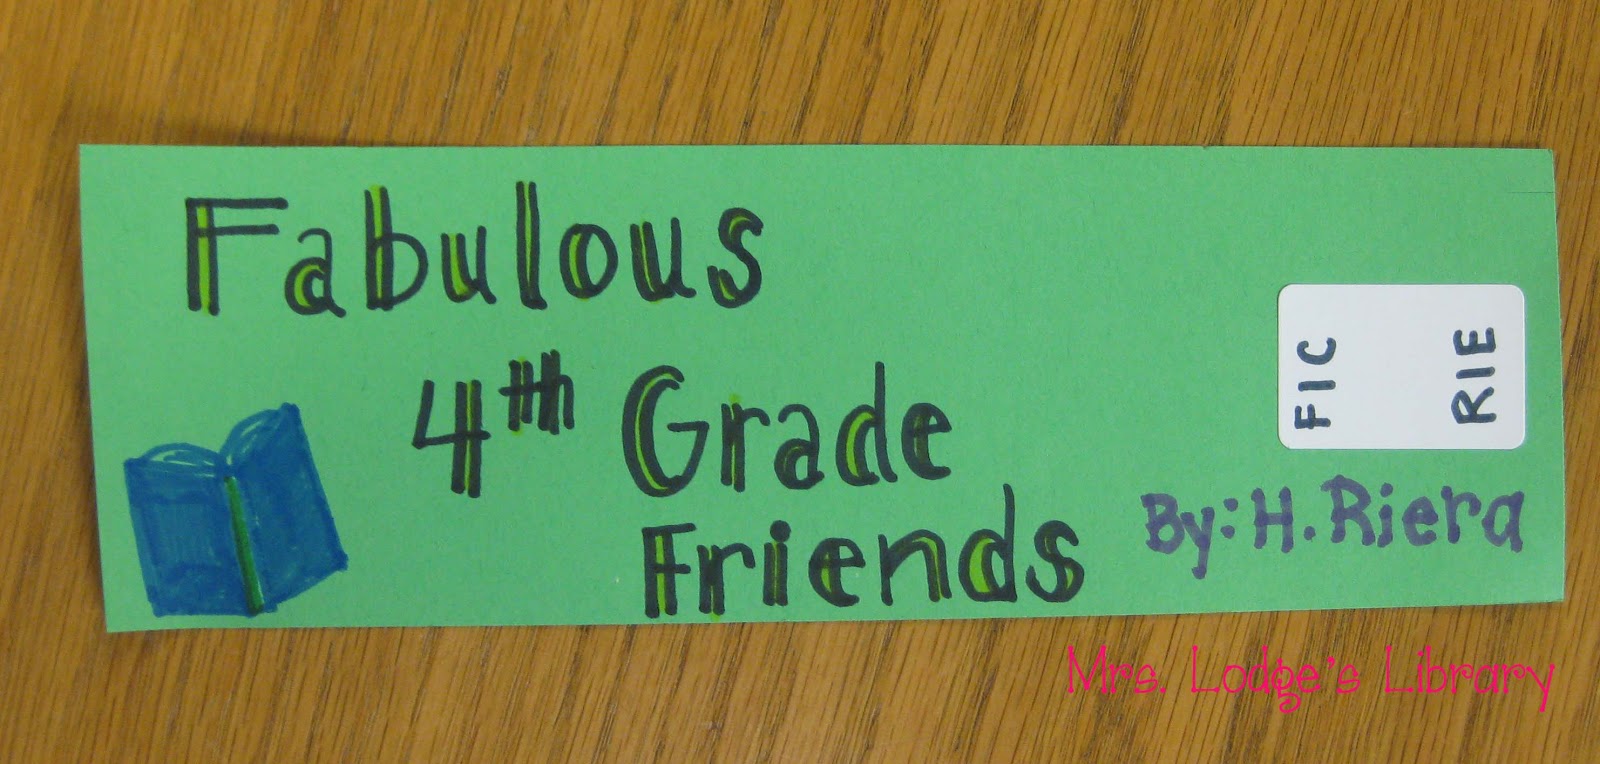 Fabulous
4th Grade
Friends
FIC
RIE
By: H. Riera
Mrs. Lodge's Library